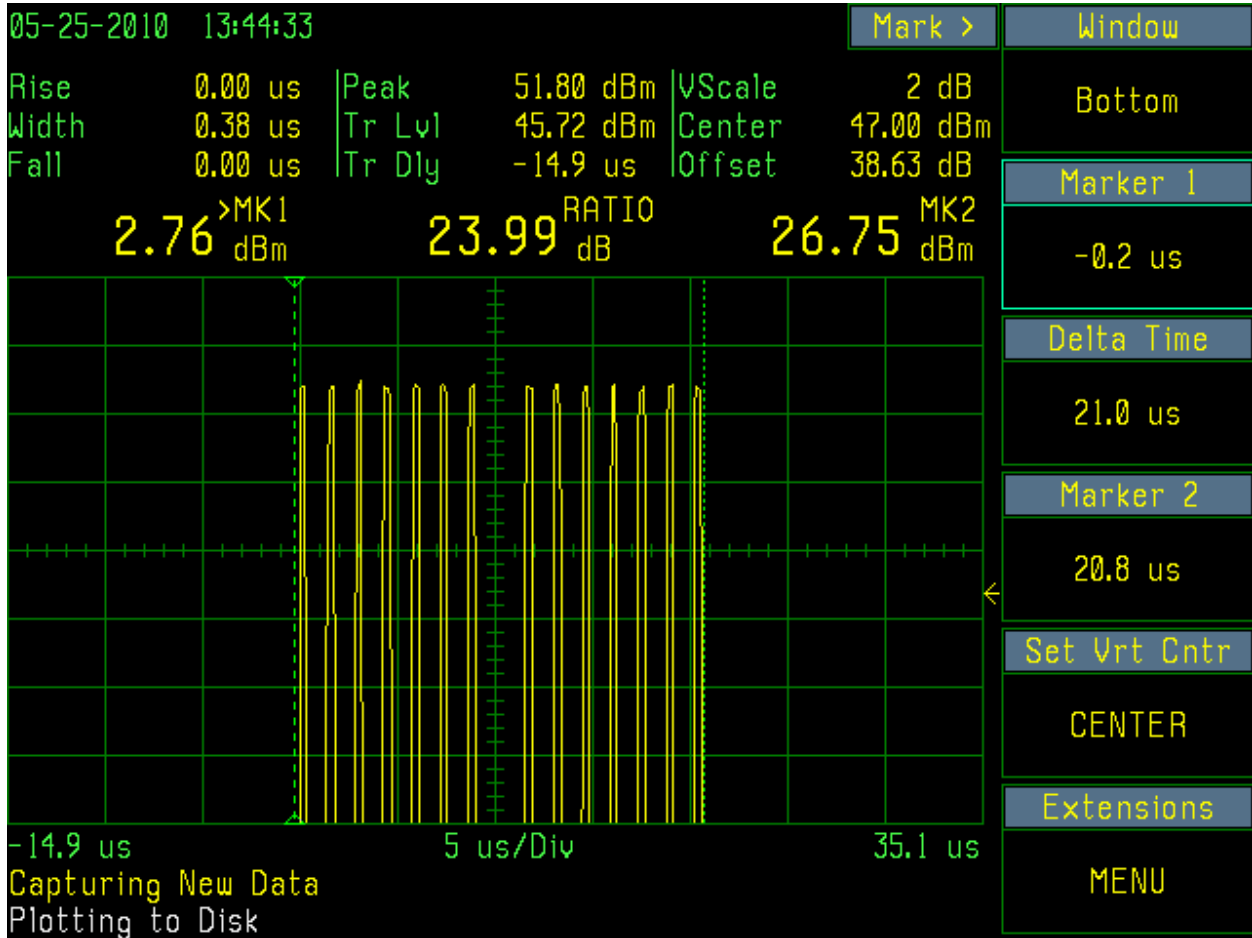 05-25-2010 13:44:33 Mark >
Rise 0.00 us Peak 51.80 dBm VScale 2 dB
Width 0.38 us Tr Lvl 45.72 dBm Center 47.00 dBm
Fall 0.00 us Tr Dly -14.9 us Offset 38.63 dB
2.76 >MK1 dBm 23.99 RATIO dB 26.75 MK2 dBm
-14.9 us 5 us/Div 35.1 us
Capturing New Data
Plotting to Disk
Window
Bottom
Marker 1
-0.2 us
Delta Time
21.0 us
Marker 2
20.8 us
Set Vrt Cntr
CENTER
Extensions
MENU